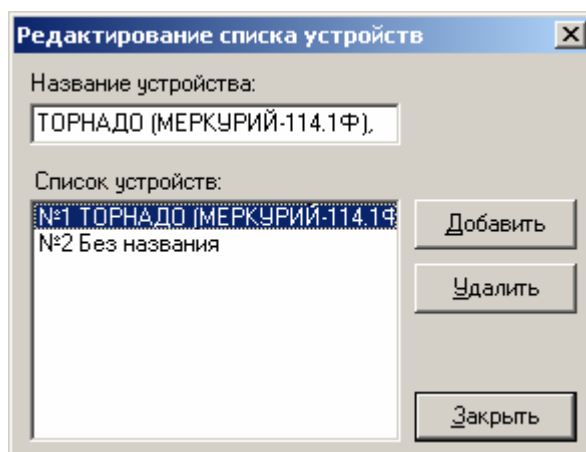 Редактирование списка устройств
Название устройства:
ТОРНАДО (МЕРКУРИЙ-114.1Ф),
Список устройств:
№1 ТОРНАДО (МЕРКУРИЙ-114.1Ф
№2 Без названия
Добавить
Удалить
Закрыть